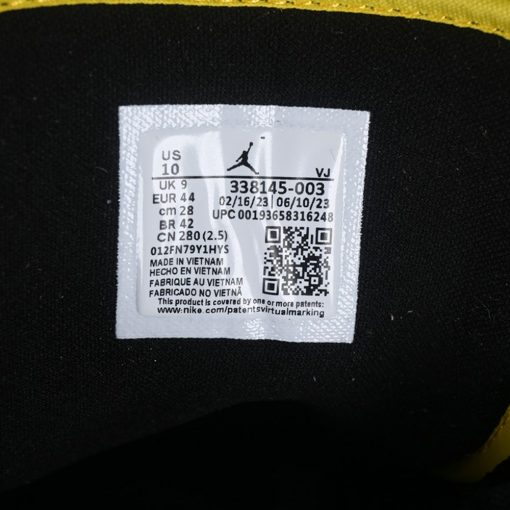 US
10
VJ
UK 9
338145-003
EUR 44
02/16/23 06/10/23
cm 28
UPC 00193658316248
BR 42
CN 280 (2.5)
012FN79Y1HYS
MADE IN VIETNAM
HECHO EN VIETNAM
FABRIQUE AU VIETNAM
FABRICADO NO VIETNÃ
This product is covered by one or more patents:
www.nike.com/patentsvirtualmarking